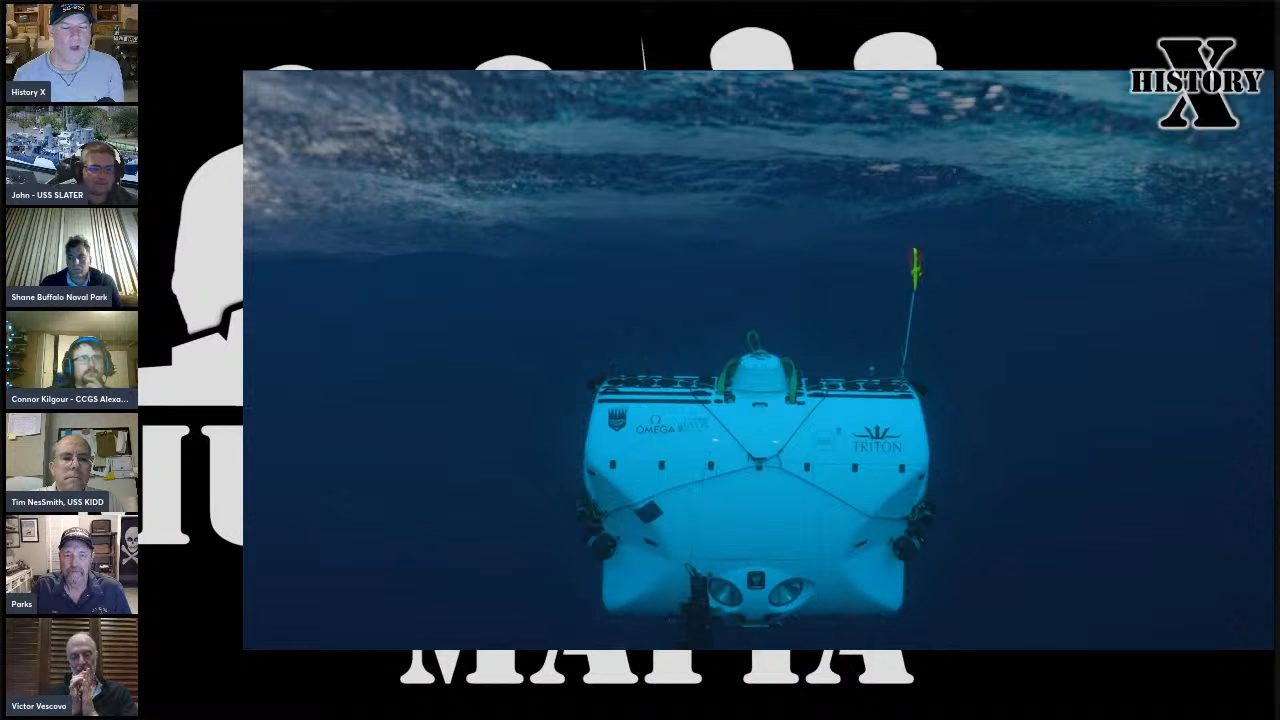 History X
John - USS SLATER
Shane Buffalo Naval Park
Connor Kilgour - CCGS Alexa...
Tim NesSmith, USS KIDD
Parks
Victor Vescovo
X
HISTORY
Ω
OMEGA
TRITON
MAFIA